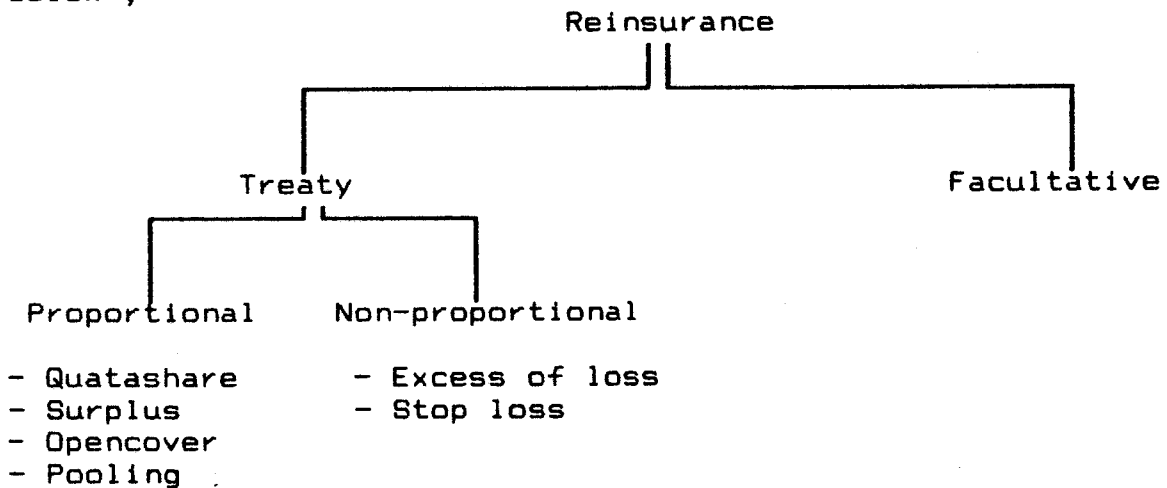 Reinsurance
Treaty Facultative
Proportional Non-proportional
- Quatashare - Excess of loss
- Surplus - Stop loss
- Opencover
- Pooling